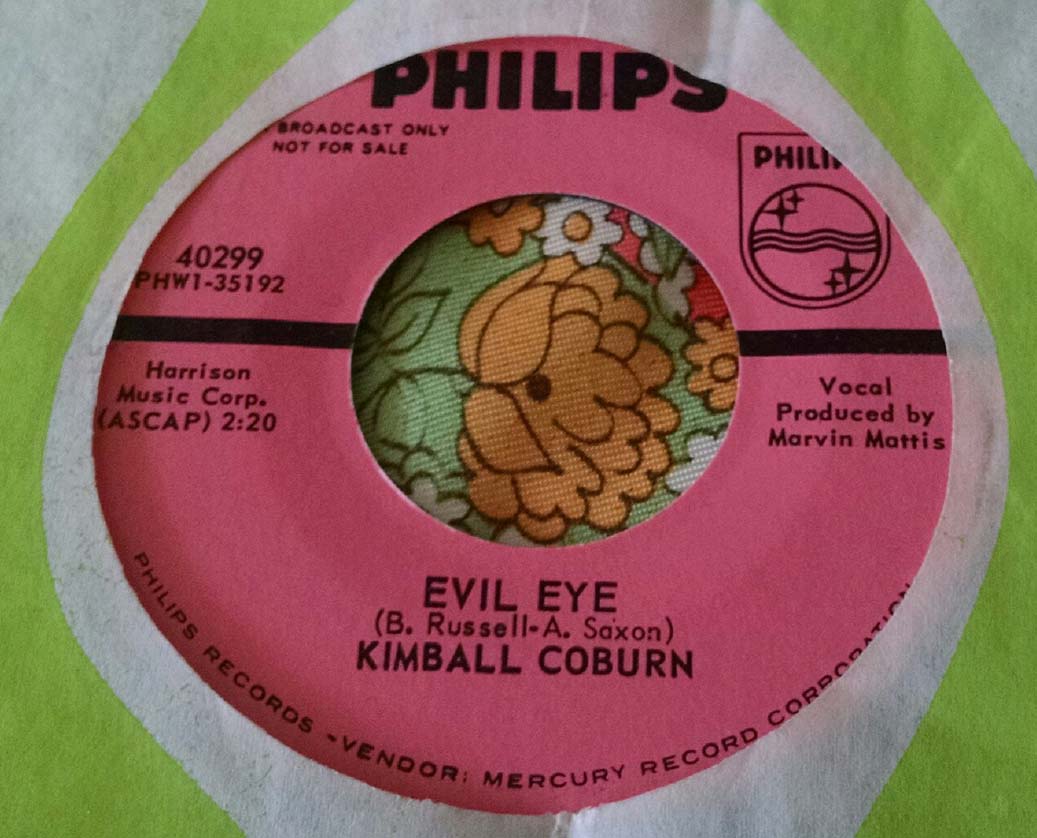 PHILIPS
BROADCAST ONLY
NOT FOR SALE
PHILIP
40299
PHW1-35192
Harrison
Music Corp.
(ASCAP) 2:20
Vocal
Produced by
Marvin Mattis
EVIL EYE
(B. Russell-A. Saxon)
KIMBALL COBURN
PHILIPS RECORDS - VENDOR: MERCURY RECORD CORPORATION